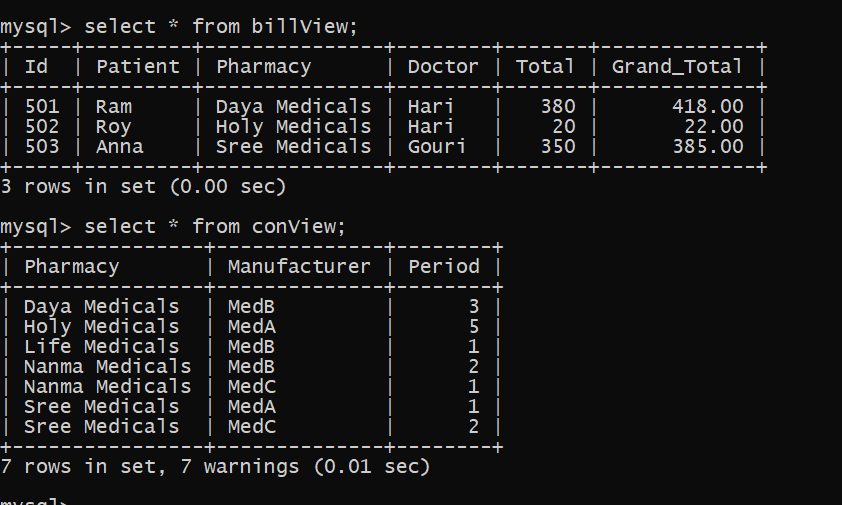 mysql> select * from billView;
+-----+---------+---------------+--------+-------+-------------+
| Id  | Patient | Pharmacy      | Doctor | Total | Grand_Total |
+-----+---------+---------------+--------+-------+-------------+
| 501 | Ram     | Daya Medicals | Hari   |   380 |      418.00 |
| 502 | Roy     | Holy Medicals | Hari   |    20 |       22.00 |
| 503 | Anna    | Sree Medicals | Gouri  |   350 |      385.00 |
+-----+---------+---------------+--------+-------+-------------+
3 rows in set (0.00 sec)
mysql> select * from conView;
+----------------+--------------+--------+
| Pharmacy       | Manufacturer | Period |
+----------------+--------------+--------+
| Daya Medicals  | MedB         |      3 |
| Holy Medicals  | MedA         |      5 |
| Life Medicals  | MedB         |      1 |
| Nanma Medicals | MedB         |      2 |
| Nanma Medicals | MedC         |      1 |
| Sree Medicals  | MedA         |      1 |
| Sree Medicals  | MedC         |      2 |
+----------------+--------------+--------+
7 rows in set, 7 warnings (0.01 sec)
mysql>